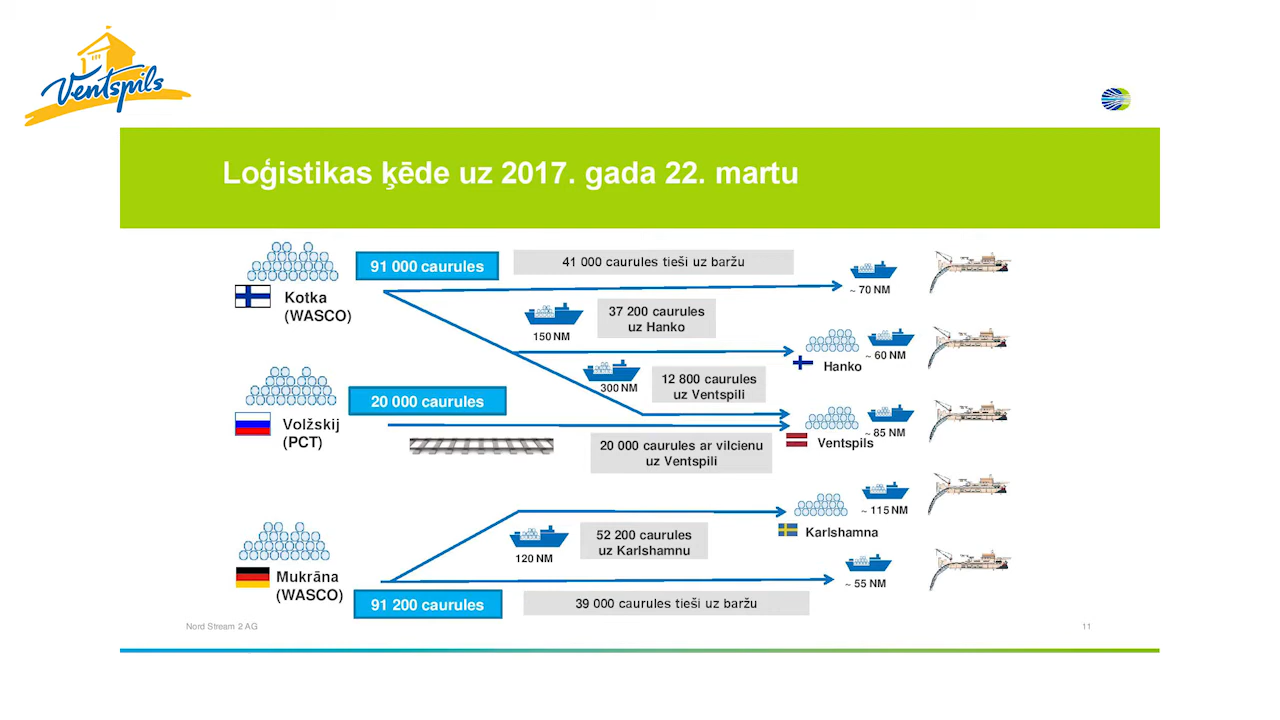 Ventspils
Loģistikas ķēde uz 2017. gada 22. martu
91 000 caurules
41 000 caurules tieši uz baržu
~ 70 NM
Kotka
(WASCO)
150 NM
37 200 caurules
uz Hanko
~ 60 NM
Hanko
300 NM
12 800 caurules
uz Ventspili
20 000 caurules
Volžskij
(PCT)
~ 85 NM
Ventspils
20 000 caurules ar vilcienu
uz Ventspili
~ 115 NM
Karlshamna
120 NM
52 200 caurules
uz Karlshamnu
~ 55 NM
Mukrāna
(WASCO)
91 200 caurules
39 000 caurules tieši uz baržu
Nord Stream 2 AG
11